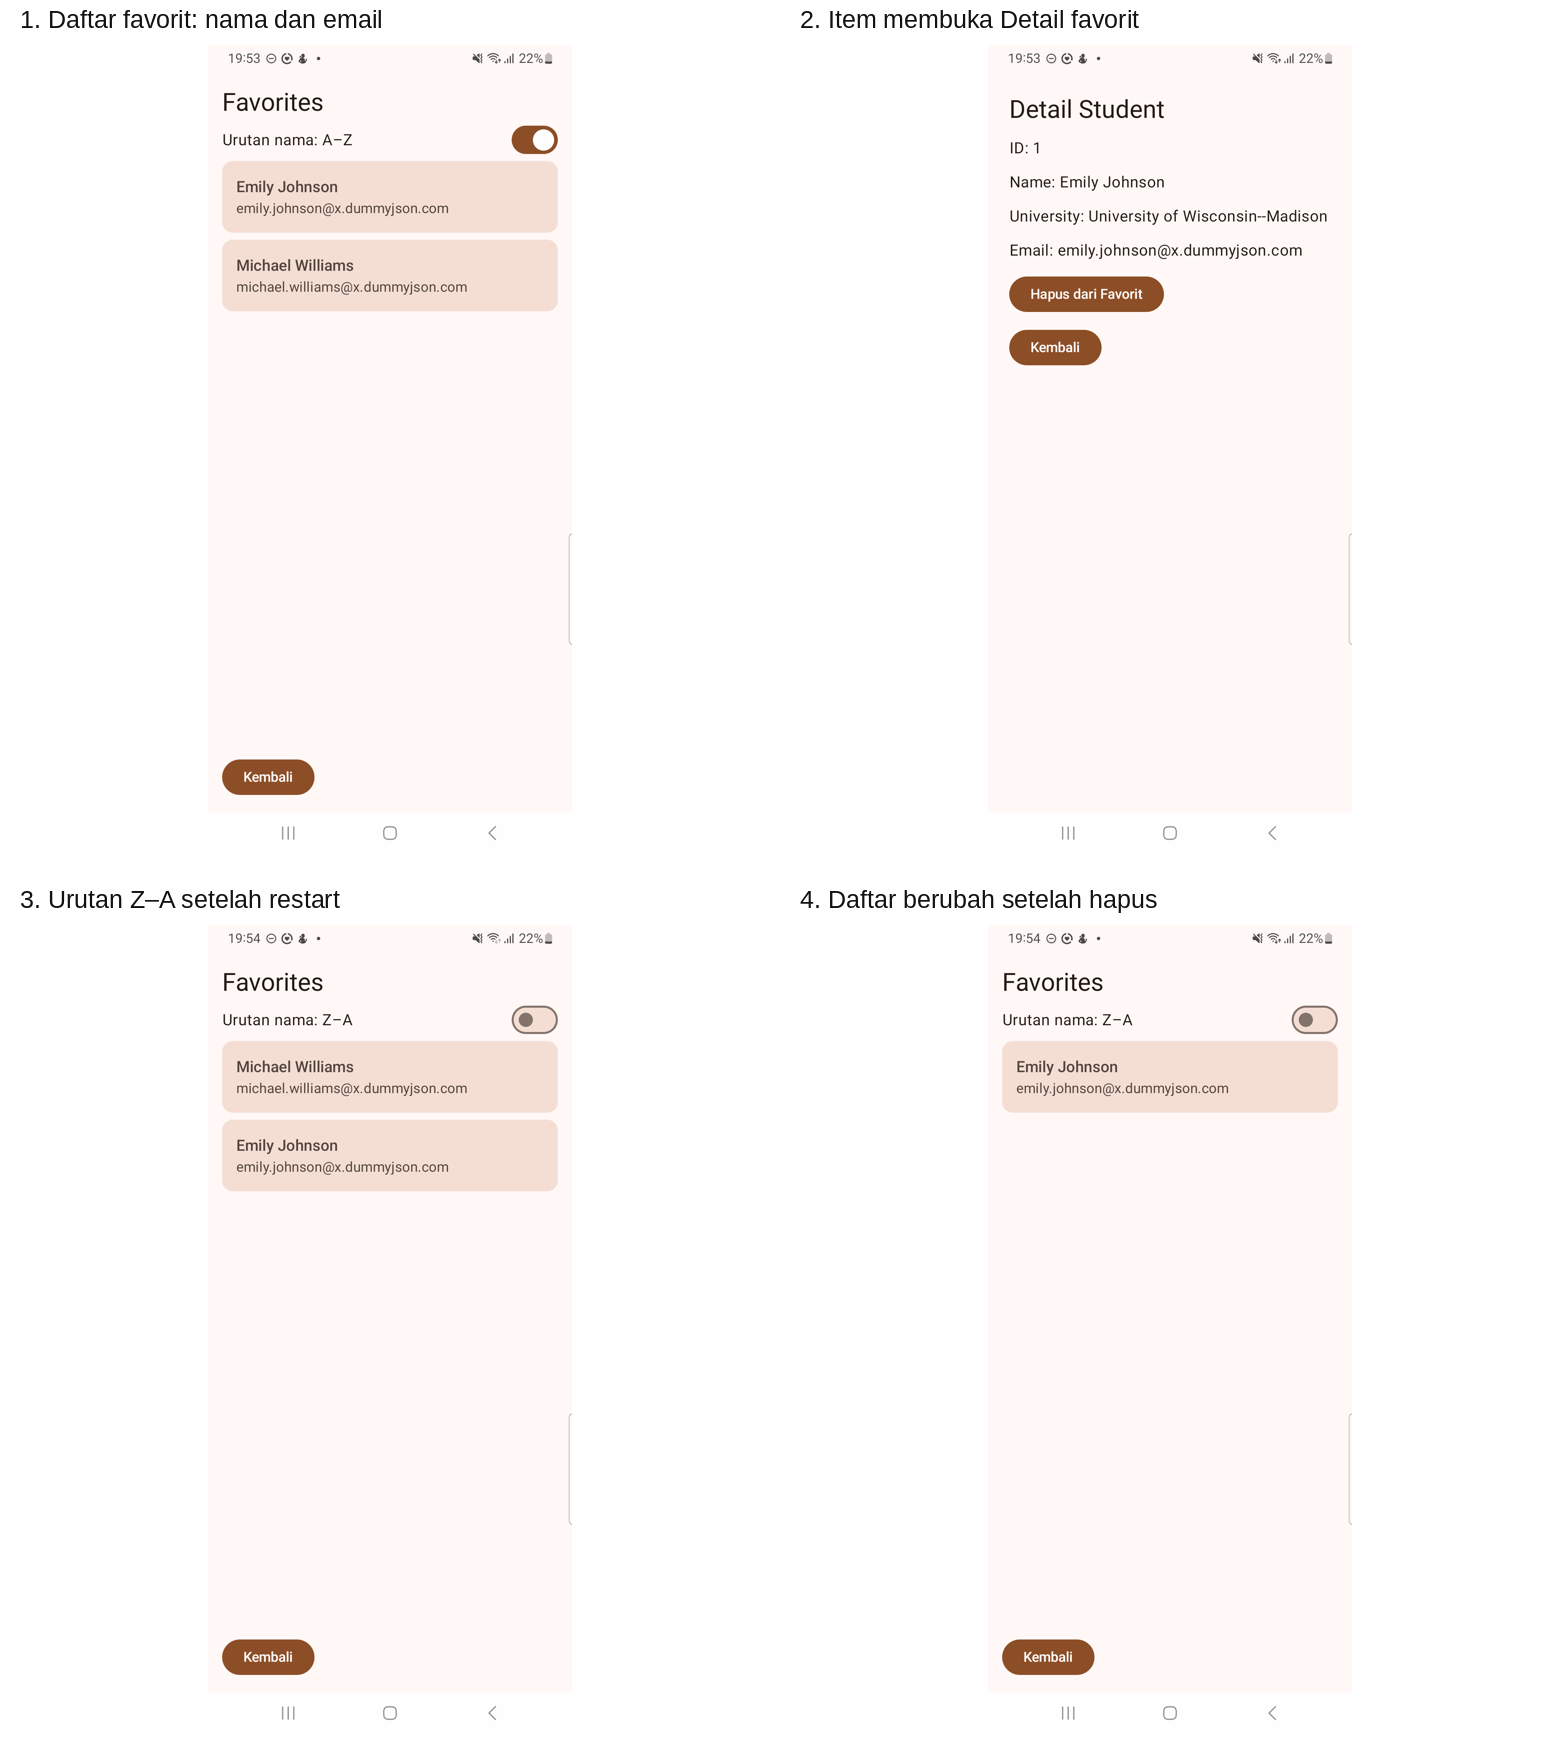 1. Daftar favorit: nama dan email
19:53
22%
Favorites
Urutan nama: A–Z
Emily Johnson
emily.johnson@x.dummyjson.com
Michael Williams
michael.williams@x.dummyjson.com
Kembali
2. Item membuka Detail favorit
19:53
22%
Detail Student
ID: 1
Name: Emily Johnson
University: University of Wisconsin--Madison
Email: emily.johnson@x.dummyjson.com
Hapus dari Favorit
Kembali
3. Urutan Z–A setelah restart
19:54
22%
Favorites
Urutan nama: Z–A
Michael Williams
michael.williams@x.dummyjson.com
Emily Johnson
emily.johnson@x.dummyjson.com
Kembali
4. Daftar berubah setelah hapus
19:54
22%
Favorites
Urutan nama: Z–A
Emily Johnson
emily.johnson@x.dummyjson.com
Kembali